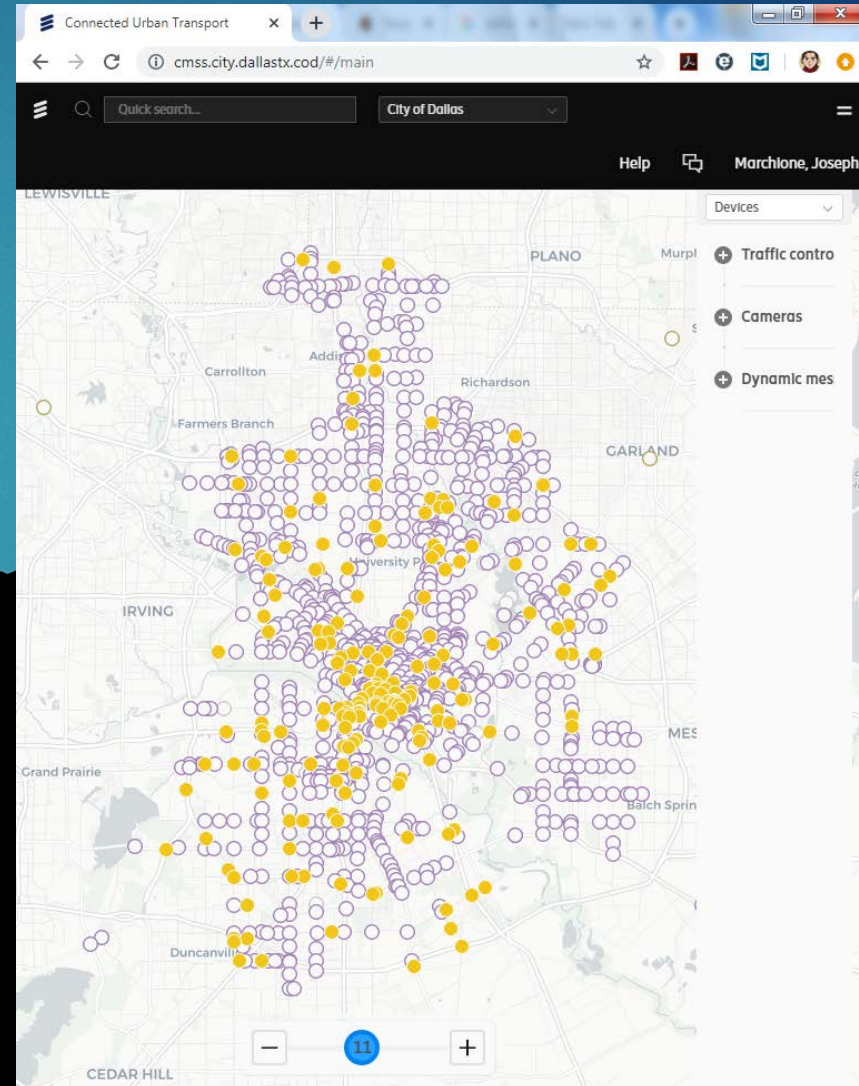 Connected Urban Transport
cmss.city.dallastx.cod/#/main
Quick search...
City of Dallas
Help
Marchione, Joseph
LEWISVILLE
Devices
PLANO
Murpl
Traffic contro
Cameras
Addi
Carrollton
Richardson
Dynamic mes
Farmers Branch
GARLAND
University P
IRVING
MES
Grand Prairie
Balch Sprin
Duncanvil
11
CEDAR HILL